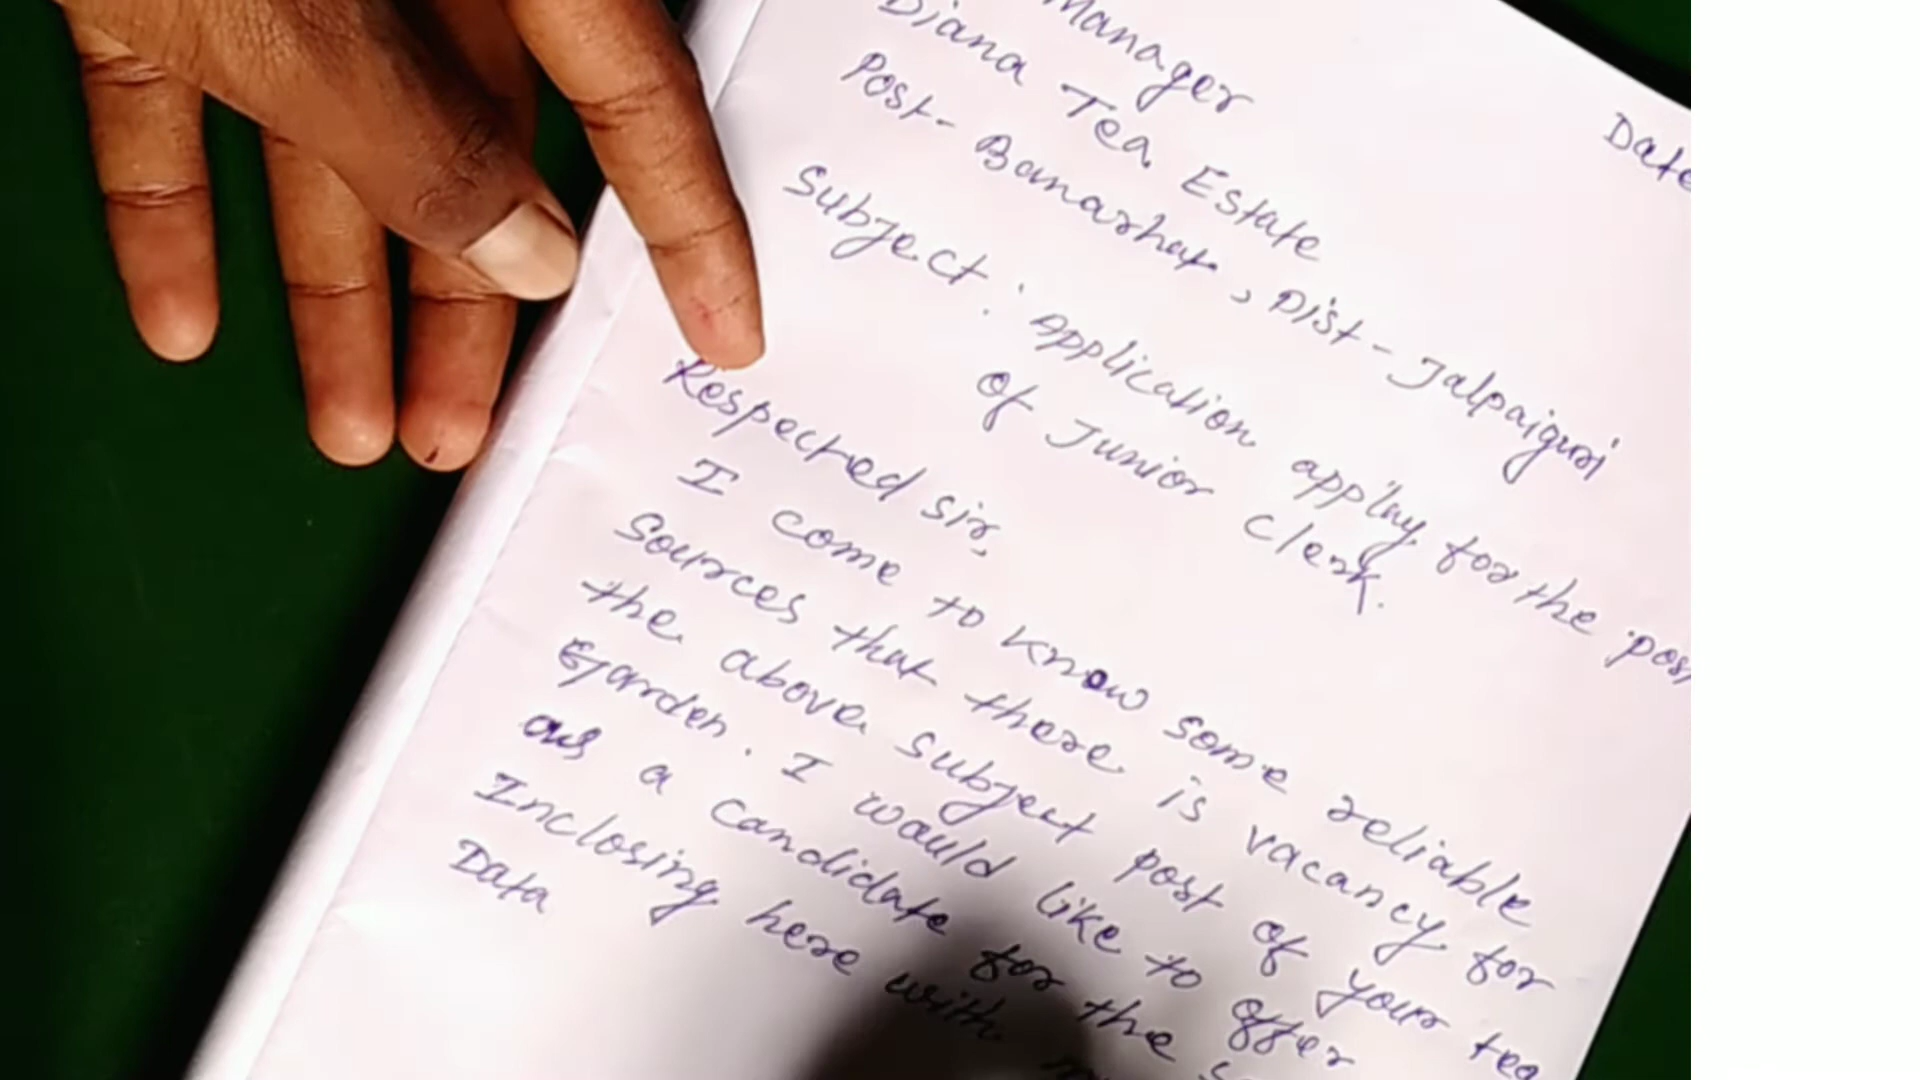 Manager
Date
Diana Tea Estate
Post- Banarhat, Dist- Jalpaiguri
Subject: Application apply for the pos
of Junior Clerk.
Respected sir,
I come to know some reliable
Sources that there is vacancy for
the above subject post of your tea
Garden. I would like to offer
a candidate for the
Inclosing here with
Data